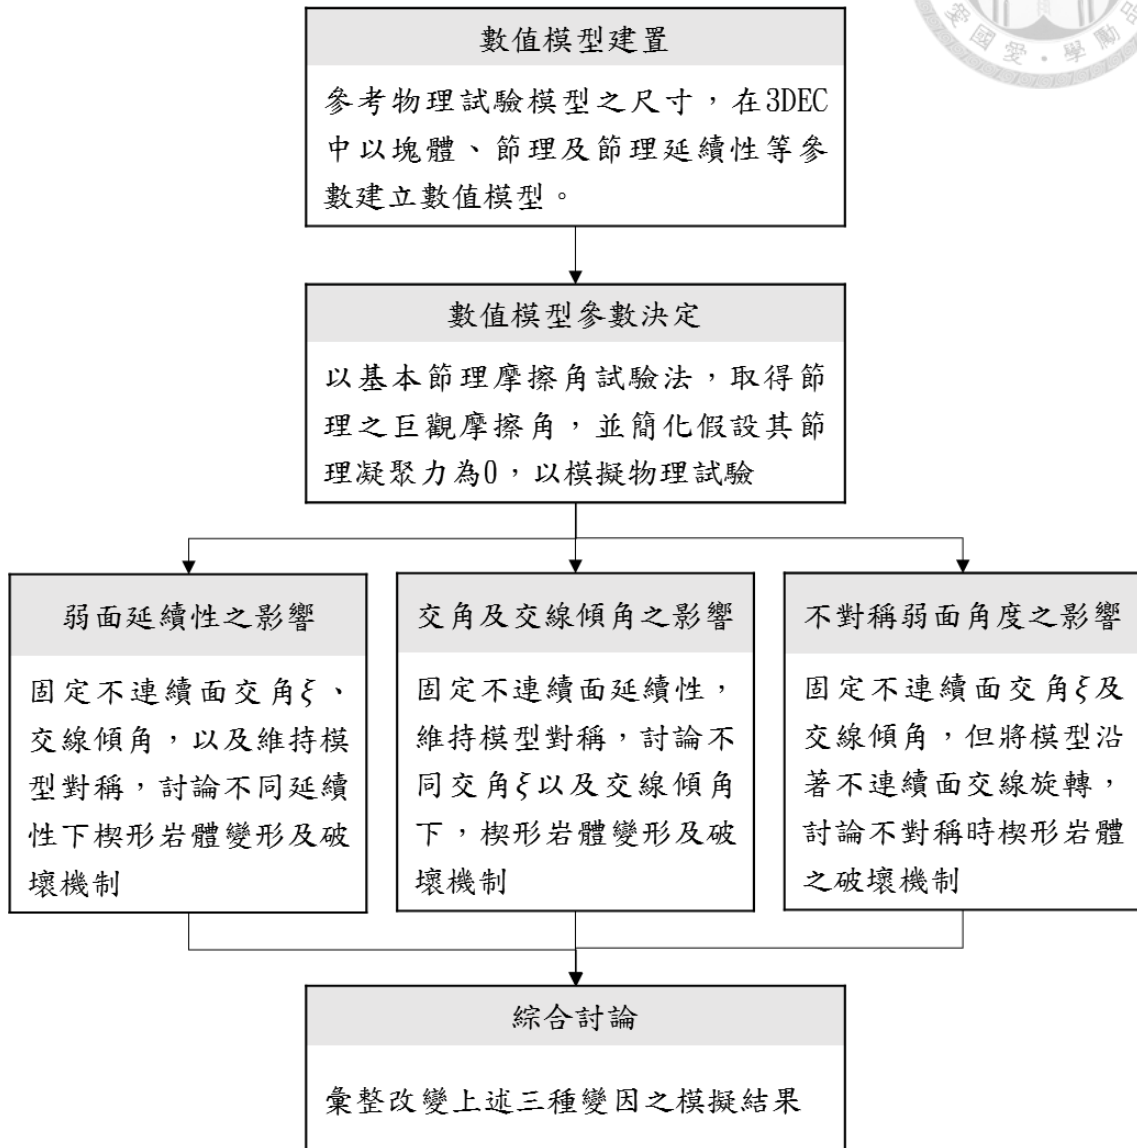 愛國愛·學勵
數值模型建置
參考物理試驗模型之尺寸，在3DEC
中以塊體、節理及節理延續性等參
數建立數值模型。
數值模型參數決定
以基本節理摩擦角試驗法，取得節
理之巨觀摩擦角，並簡化假設其節
理凝聚力為0，以模擬物理試驗
弱面延續性之影響
固定不連續面交角ξ、
交線傾角，以及維持模
型對稱，討論不同延續
性下楔形岩體變形及破
壞機制
交角及交線傾角之影響
固定不連續面延續性，
維持模型對稱，討論不
同交角ξ以及交線傾角
下，楔形岩體變形及破
壞機制
不對稱弱面角度之影響
固定不連續面交角ξ及
交線傾角，但將模型沿
著不連續面交線旋轉，
討論不對稱時楔形岩體
之破壞機制
綜合討論
彙整改變上述三種變因之模擬結果